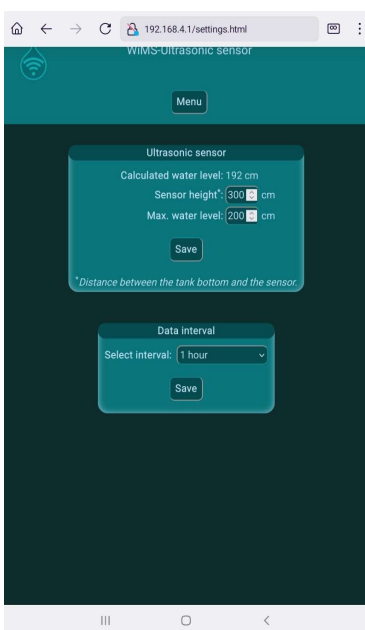 192.168.4.1/settings.html
WiMS-Ultrasonic sensor
Menu
Ultrasonic sensor
Calculated water level: 192 cm
Sensor height*: 300 cm
Max. water level: 200 cm
Save
*Distance between the tank bottom and the sensor.
Data interval
Select interval: 1 hour
Save